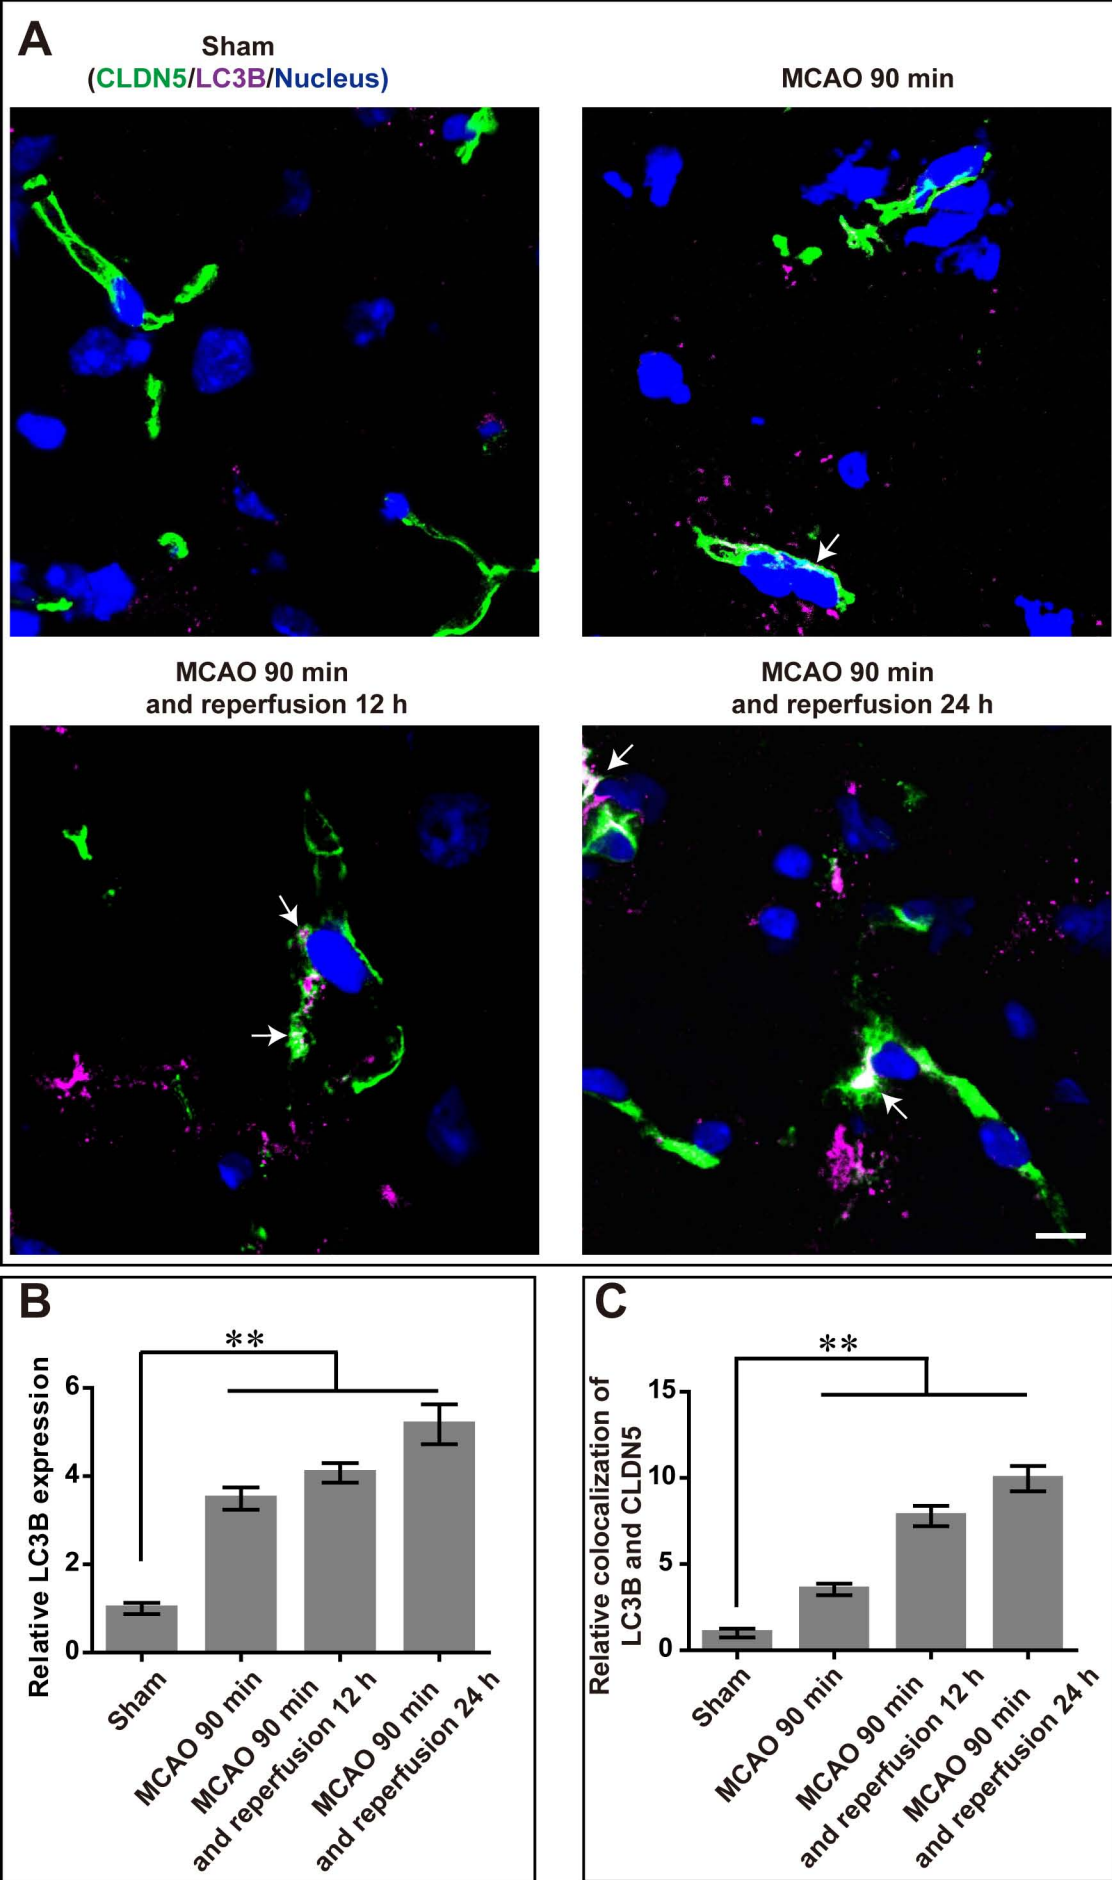 A
Sham
(CLDN5/LC3B/Nucleus)
MCAO 90 min
MCAO 90 min
and reperfusion 12 h
MCAO 90 min
and reperfusion 24 h
B
**
Relative LC3B expression
6
4
2
0
Sham
MCAO 90 min
MCAO 90 min
and reperfusion 12 h
MCAO 90 min
and reperfusion 24 h
C
**
Relative colocalization of
LC3B and CLDN5
15
10
5
0
Sham
MCAO 90 min
MCAO 90 min
and reperfusion 12 h
MCAO 90 min
and reperfusion 24 h